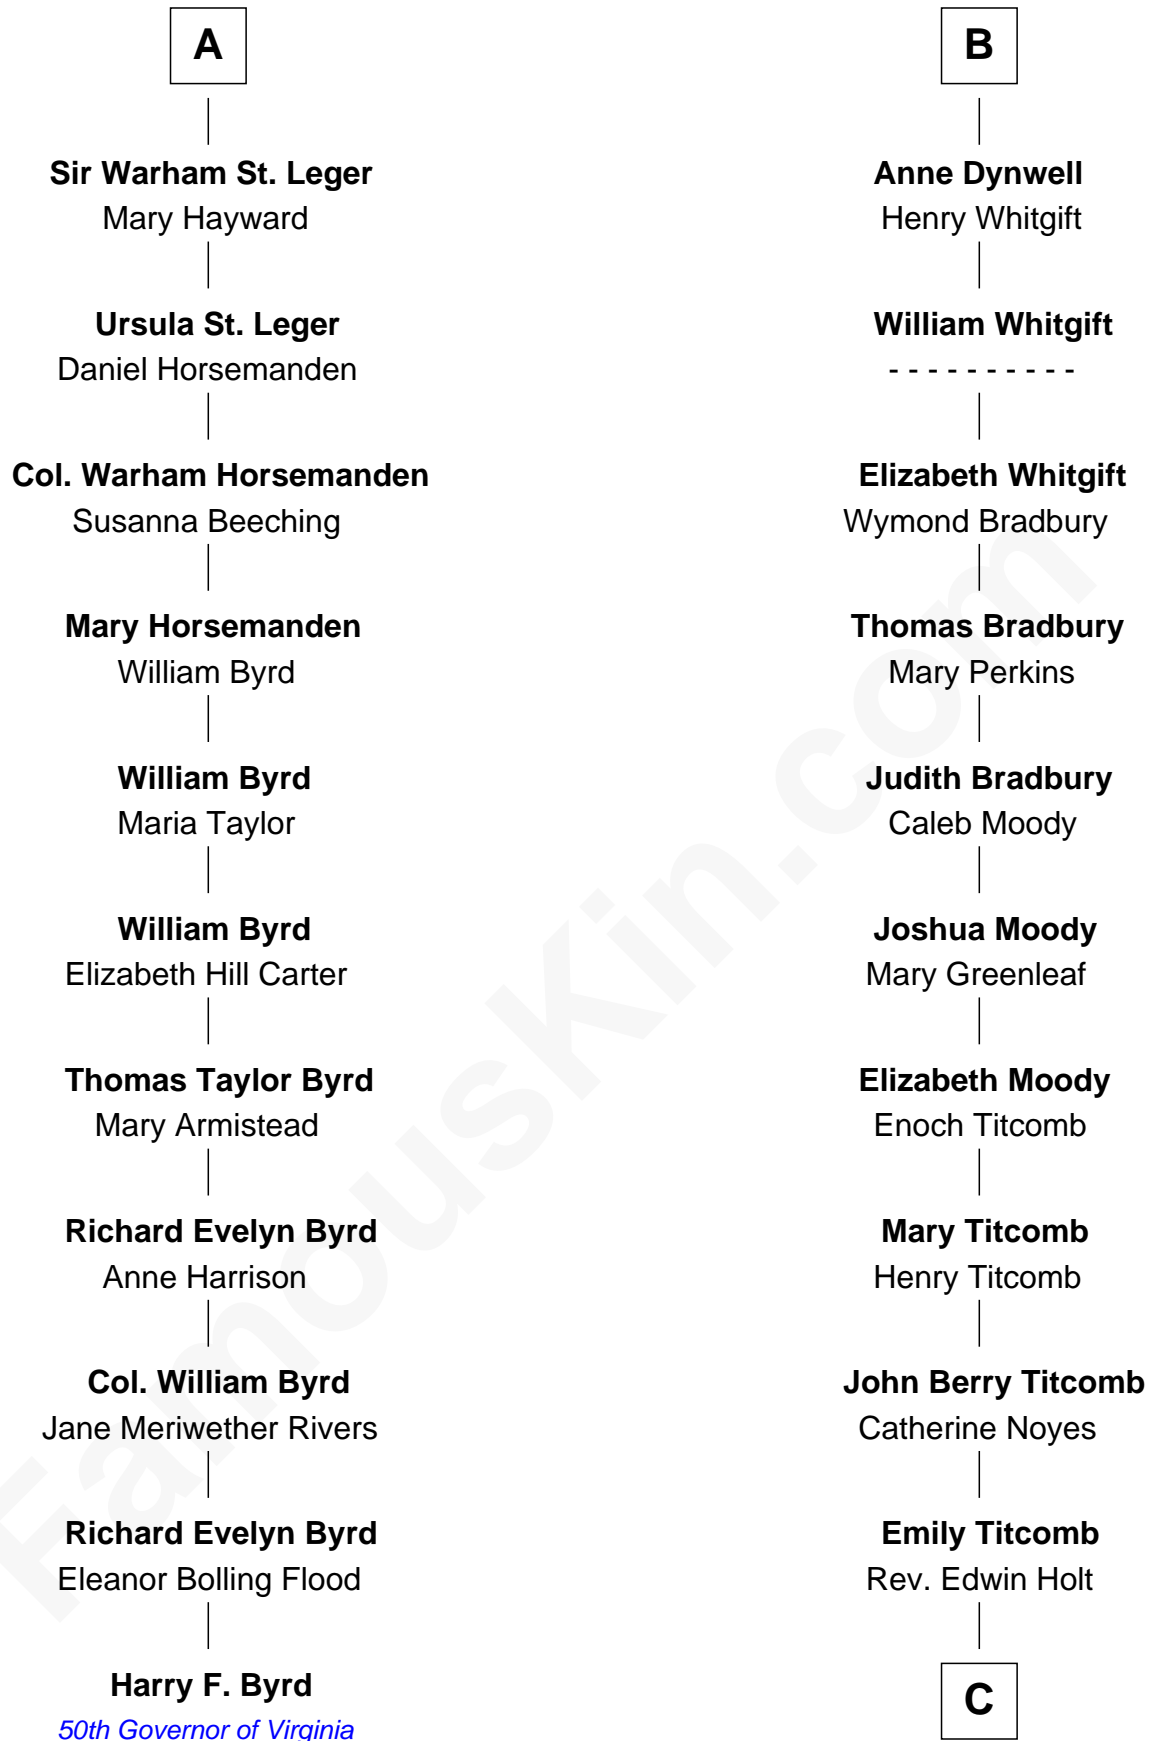 A
Sir Warham St. Leger
Mary Hayward
Ursula St. Leger
Daniel Horsemanden
Col. Warham Horsemanden
Susanna Beeching
Mary Horsemanden
William Byrd
William Byrd
Maria Taylor
William Byrd
Elizabeth Hill Carter
Thomas Taylor Byrd
Mary Armistead
Richard Evelyn Byrd
Anne Harrison
Col. William Byrd
Jane Meriwether Rivers
Richard Evelyn Byrd
Eleanor Bolling Flood
Harry F. Byrd
50th Governor of Virginia
B
Anne Dynwell
Henry Whitgift
William Whitgift
- - - - - - - - - -
Elizabeth Whitgift
Wymond Bradbury
Thomas Bradbury
Mary Perkins
Judith Bradbury
Caleb Moody
Joshua Moody
Mary Greenleaf
Elizabeth Moody
Enoch Titcomb
Mary Titcomb
Henry Titcomb
John Berry Titcomb
Catherine Noyes
Emily Titcomb
Rev. Edwin Holt
C
FamousKin.com